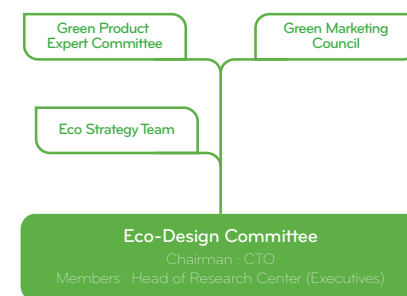 Green Product
Expert Committee
Green Marketing
Council
Eco Strategy Team
Eco-Design Committee
Chairman : CTO
Members : Head of Research Center (Executives)